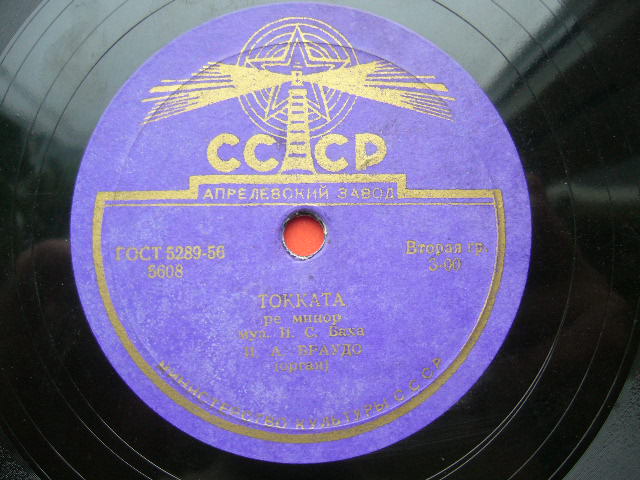 СССР
АПРЕЛЕВСКИЙ ЗАВОД
ГОСТ 5289-56
5608
Вторая гр.
3-00
ТОККАТА
ре минор
муз. И. С. Баха
И. А. БРАУДО
(орган)
МИНИСТЕРСТВО КУЛЬТУРЫ СССР